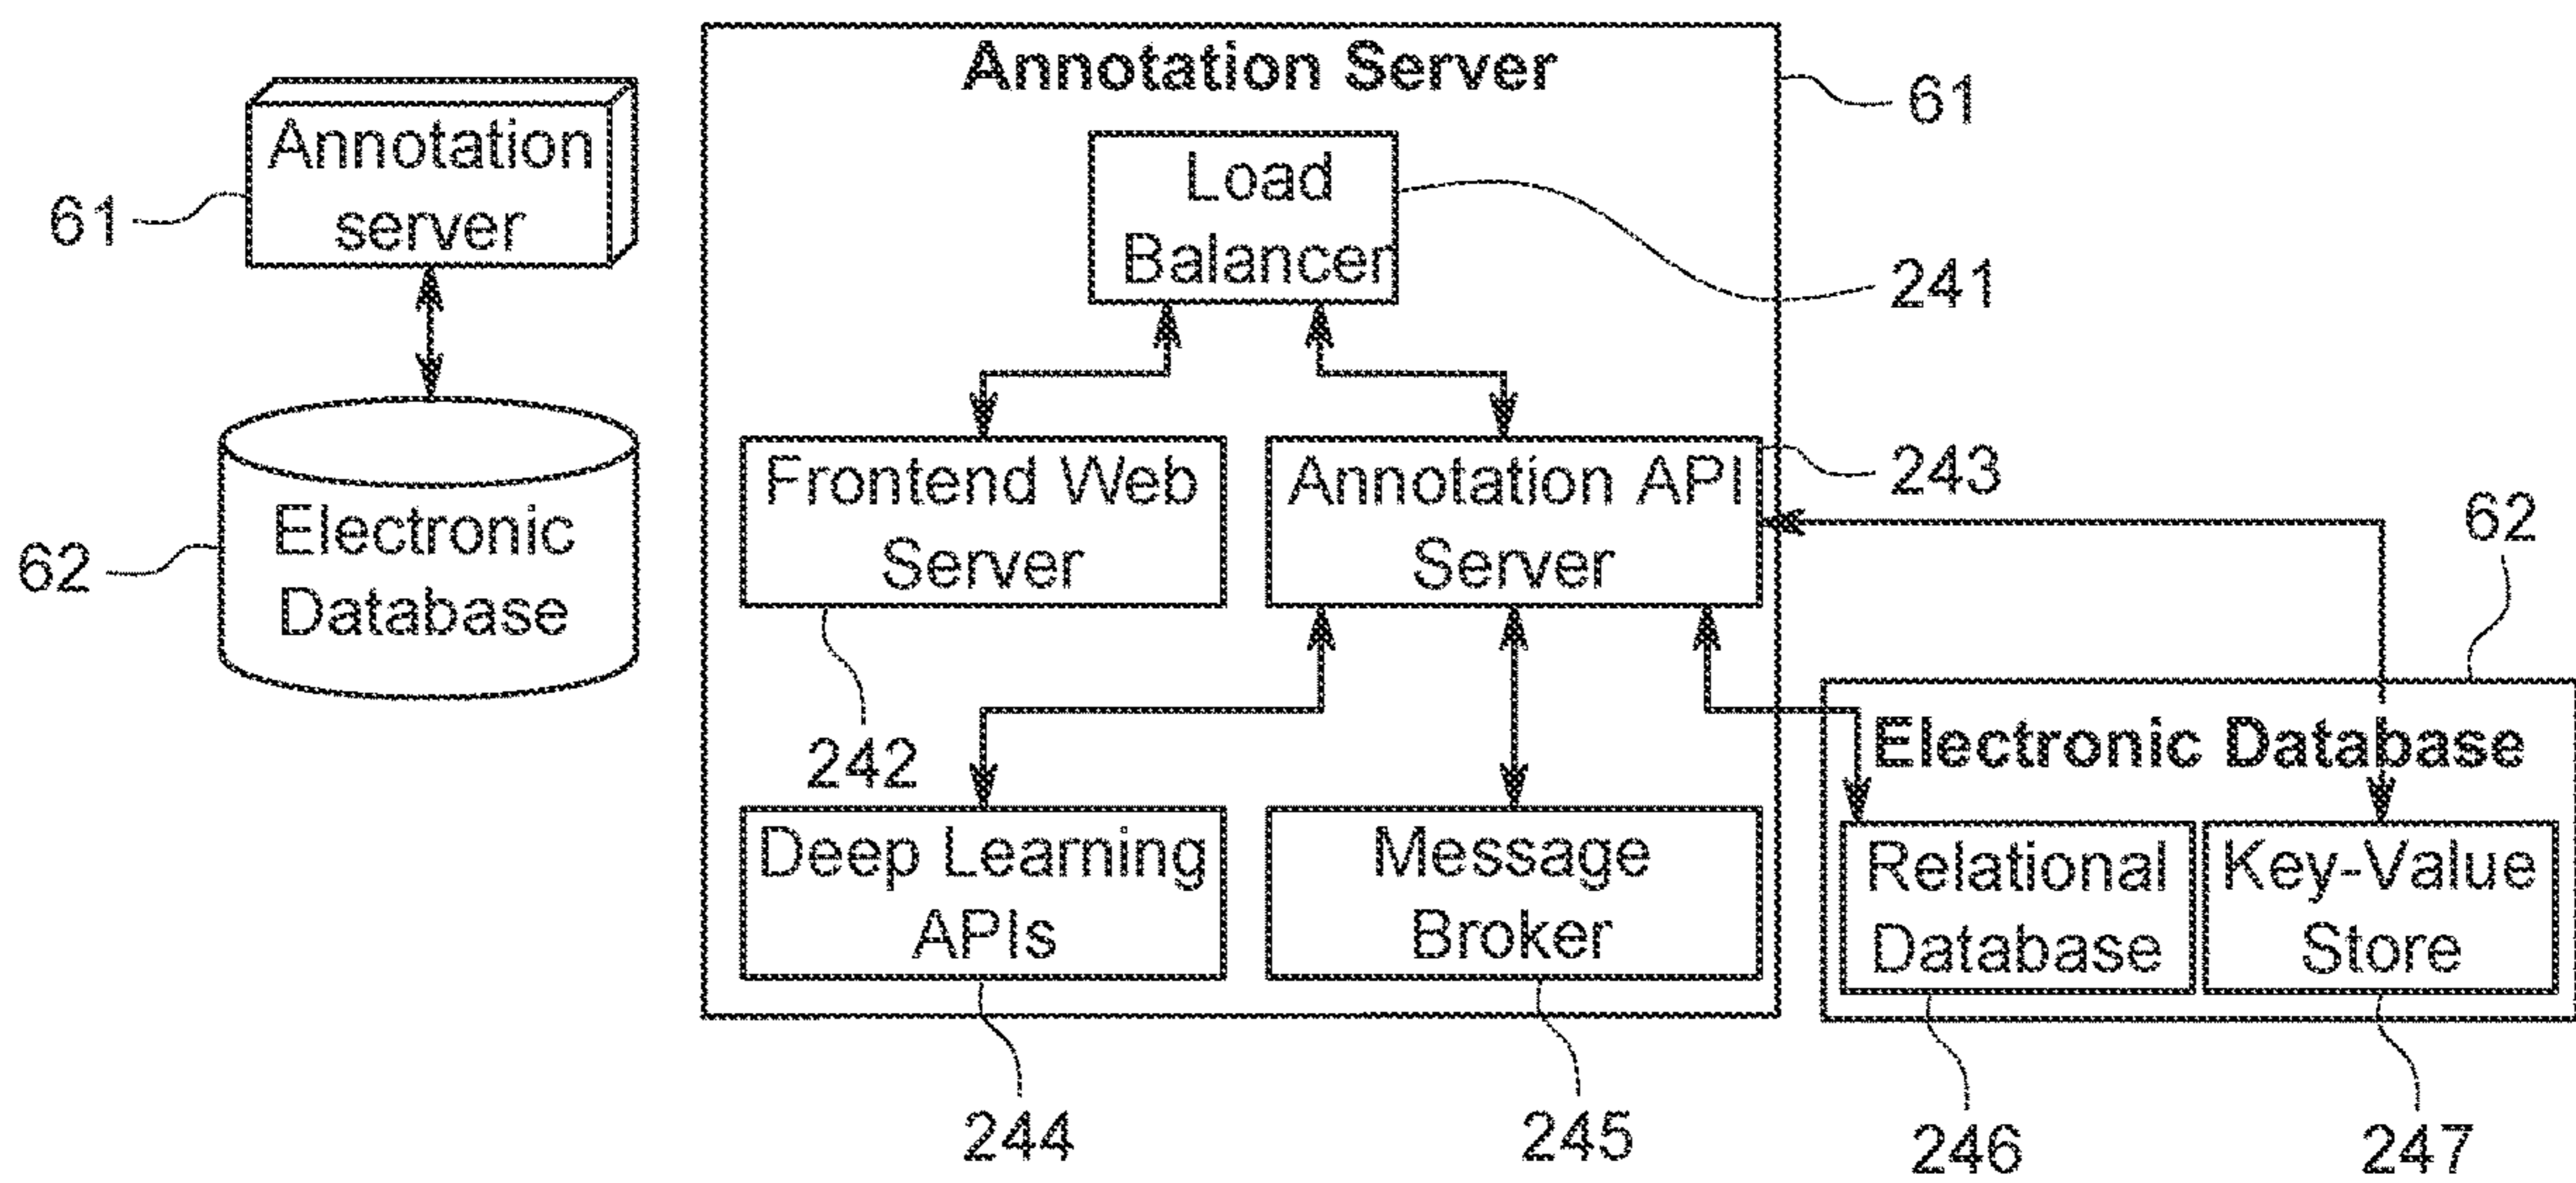 Annotation
server
61
Electronic
Database
62
Annotation Server
61
Load
Balancer
241
Frontend Web
Server
242
Annotation API
Server
243
Deep Learning
APIs
244
Message
Broker
245
62
Electronic Database
Relational
Database
246
Key-Value
Store
247